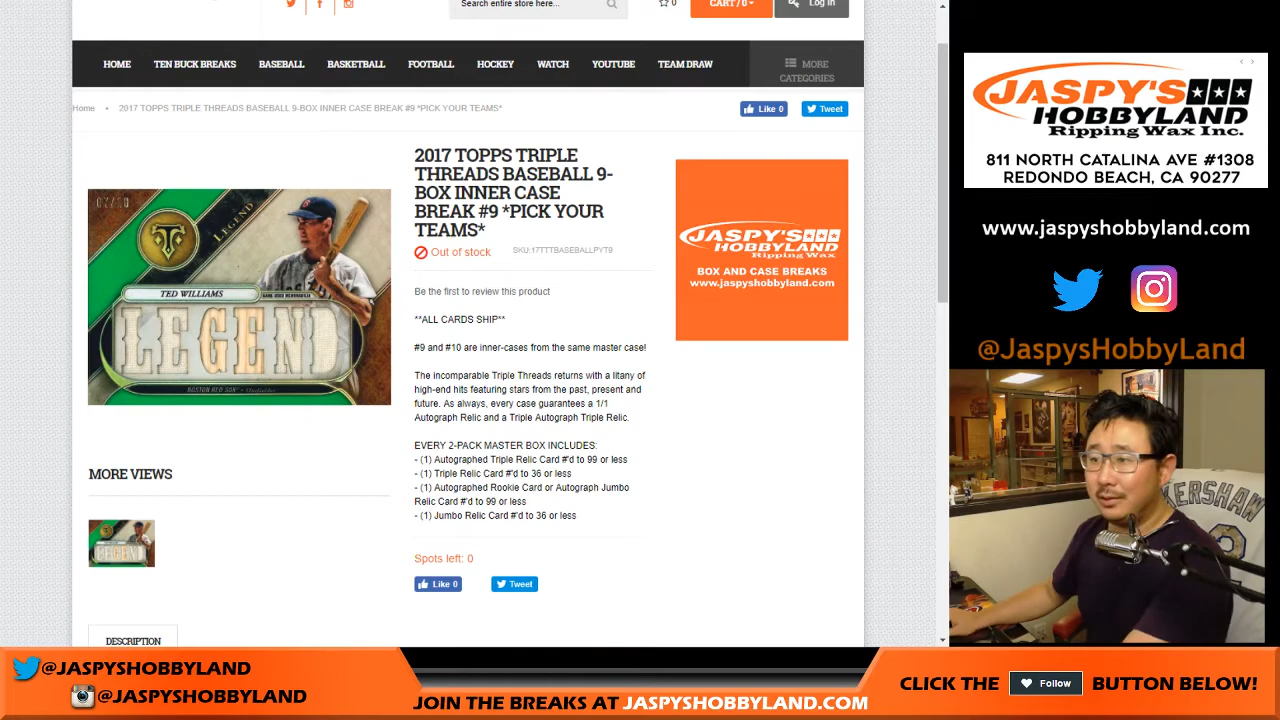 Search entire store here...
0
CART / 0
Log In
HOME
TEN BUCK BREAKS
BASEBALL
BASKETBALL
FOOTBALL
HOCKEY
WATCH
YOUTUBE
TEAM DRAW
MORE
CATEGORIES
Home • 2017 TOPPS TRIPLE THREADS BASEBALL 9-BOX INNER CASE BREAK #9 *PICK YOUR TEAMS*
Like 0
Tweet
2017 TOPPS TRIPLE
THREADS BASEBALL 9-
BOX INNER CASE
BREAK #9 *PICK YOUR
TEAMS*
Out of stock
SKU:17TTTBASEBALLPYT9
Be the first to review this product
**ALL CARDS SHIP**
#9 and #10 are inner-cases from the same master case!
The incomparable Triple Threads returns with a litany of
high-end hits featuring stars from the past, present and
future. As always, every case guarantees a 1/1
Autograph Relic and a Triple Autograph Triple Relic.
EVERY 2-PACK MASTER BOX INCLUDES:
- (1) Autographed Triple Relic Card #'d to 99 or less
- (1) Triple Relic Card #'d to 36 or less
- (1) Autographed Rookie Card or Autograph Jumbo
Relic Card #'d to 99 or less
- (1) Jumbo Relic Card #'d to 36 or less
Spots left: 0
Like 0
Tweet
LEGEND
TED WILLIAMS
LEGEND
BOSTON RED SOX
MORE VIEWS
LEGEND
DESCRIPTION
JASPY'S
HOBBYLAND
Ripping Wax
BOX AND CASE BREAKS
www.jaspyshobbyland.com
JASPY'S
HOBBYLAND
Ripping Wax Inc.
811 NORTH CATALINA AVE #1308
REDONDO BEACH, CA 90277
www.jaspyshobbyland.com
@JaspysHobbyLand
KERSHAW
@JASPYSHOBBYLAND
@JASPYSHOBBYLAND
JOIN THE BREAKS AT JASPYSHOBBYLAND.COM
CLICK THE Follow BUTTON BELOW!